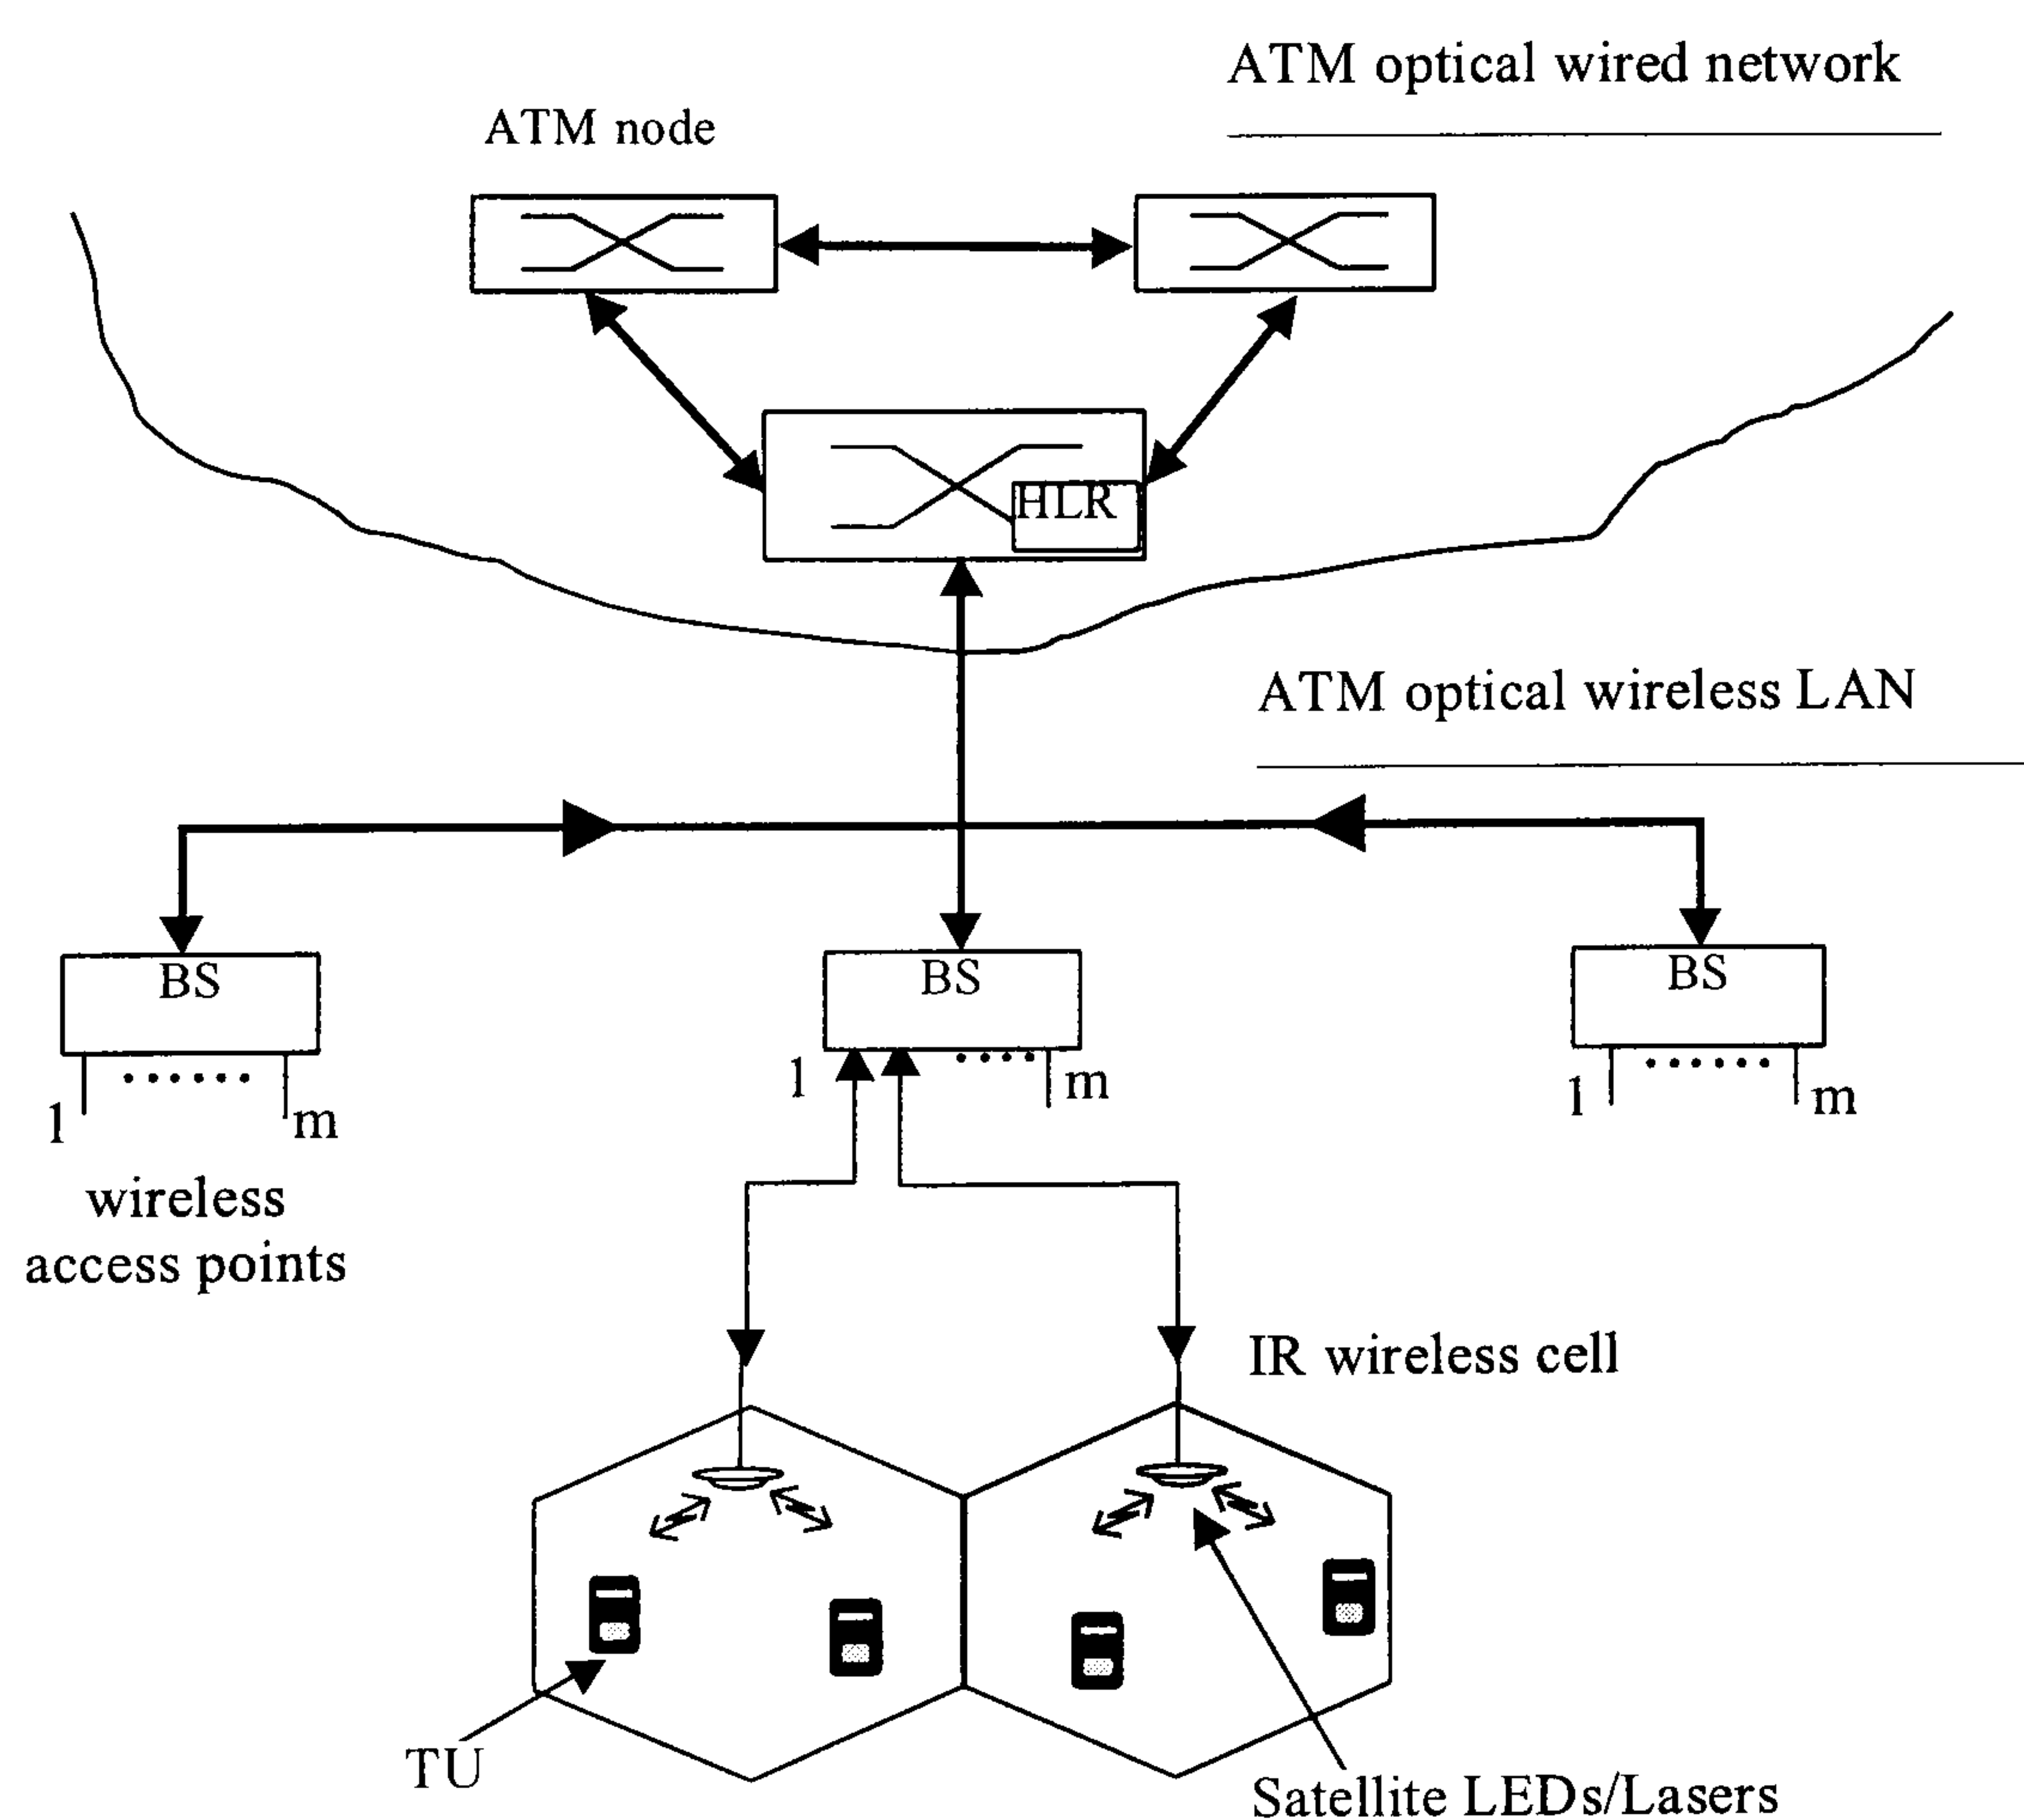 ATM optical wired network
ATM node
HLR
ATM optical wireless LAN
BS
BS
BS
1
m
1
m
1
m
wireless
access points
IR wireless cell
TU
Satellite LEDs/Lasers